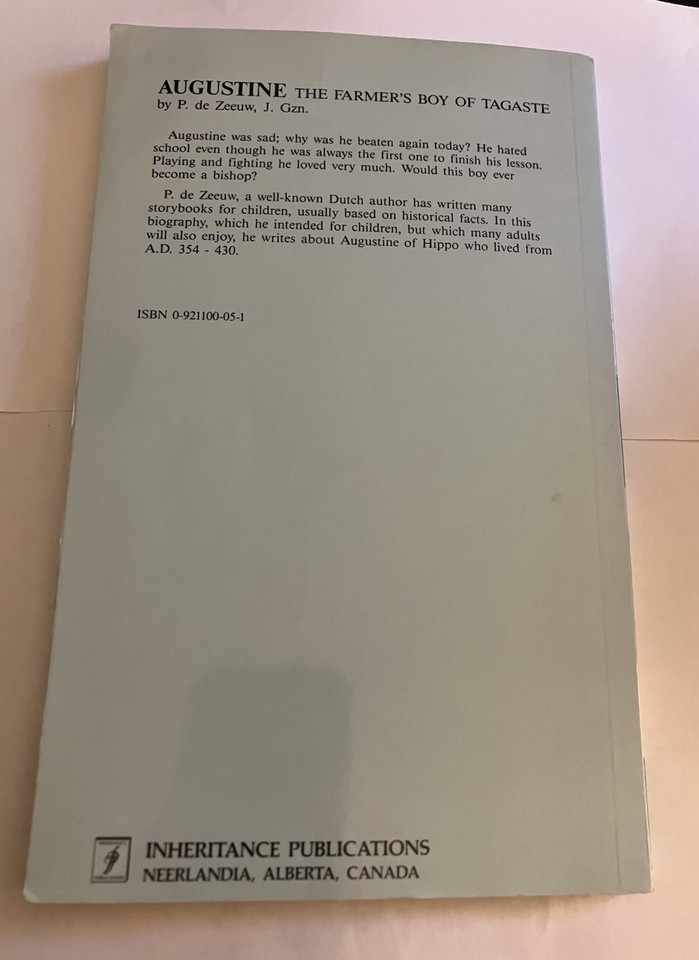 AUGUSTINE THE FARMER'S BOY OF TAGASTE
by P. de Zeeuw, J. Gzn.
Augustine was sad; why was he beaten again today? He hated
school even though he was always the first one to finish his lesson.
Playing and fighting he loved very much. Would this boy ever
become a bishop?
P. de Zeeuw, a well-known Dutch author has written many
storybooks for children, usually based on historical facts. In this
biography, which he intended for children, but which many adults
will also enjoy, he writes about Augustine of Hippo who lived from
A.D. 354 - 430.
ISBN 0-921100-05-1
INHERITANCE PUBLICATIONS
NEERLANDIA, ALBERTA, CANADA